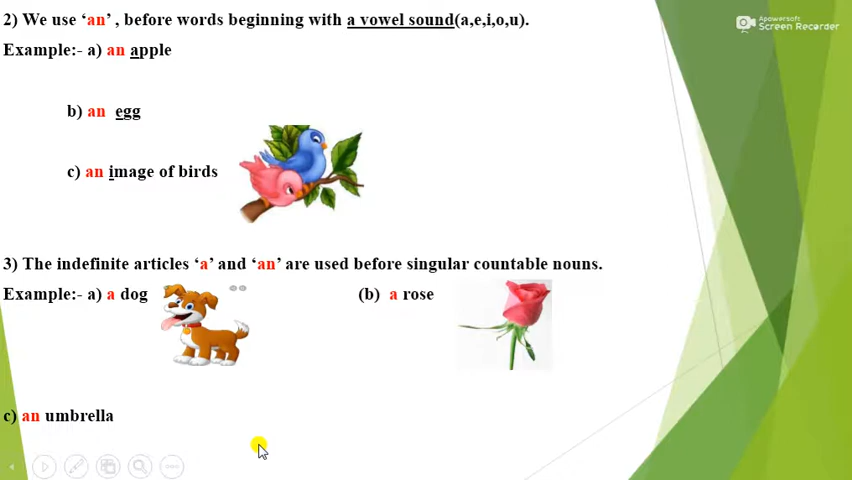 2) We use ‘an’ , before words beginning with a vowel sound(a,e,i,o,u).
Apowersoft
Screen Recorder
Example:- a) an apple
b) an egg
c) an image of birds
3) The indefinite articles ‘a’ and ‘an’ are used before singular countable nouns.
Example:- a) a dog (b) a rose
c) an umbrella